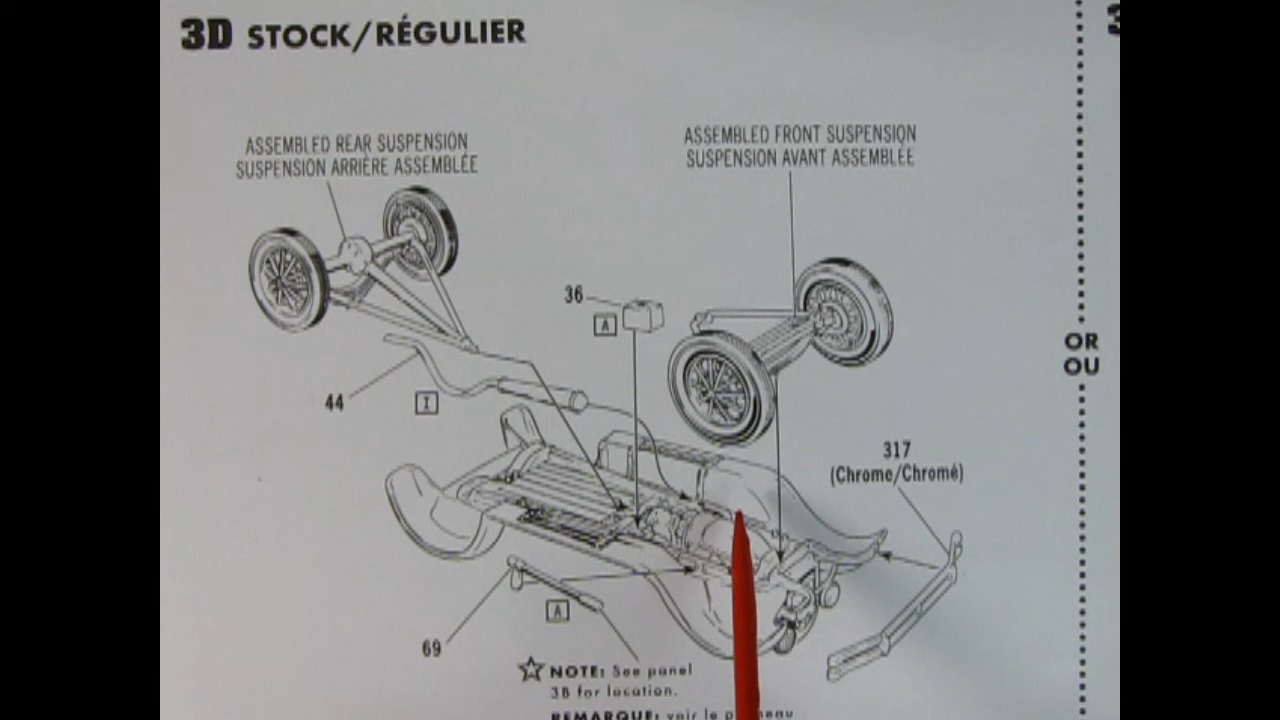 3D STOCK/RÉGULIER
ASSEMBLED REAR SUSPENSION
SUSPENSION ARRIÈRE ASSEMBLÉE
ASSEMBLED FRONT SUSPENSION
SUSPENSION AVANT ASSEMBLÉE
36
A
44
I
OR
OU
317
(Chrome/Chromé)
69
A
NOTE: See panel
3B for location.
REMARQUE: voir le